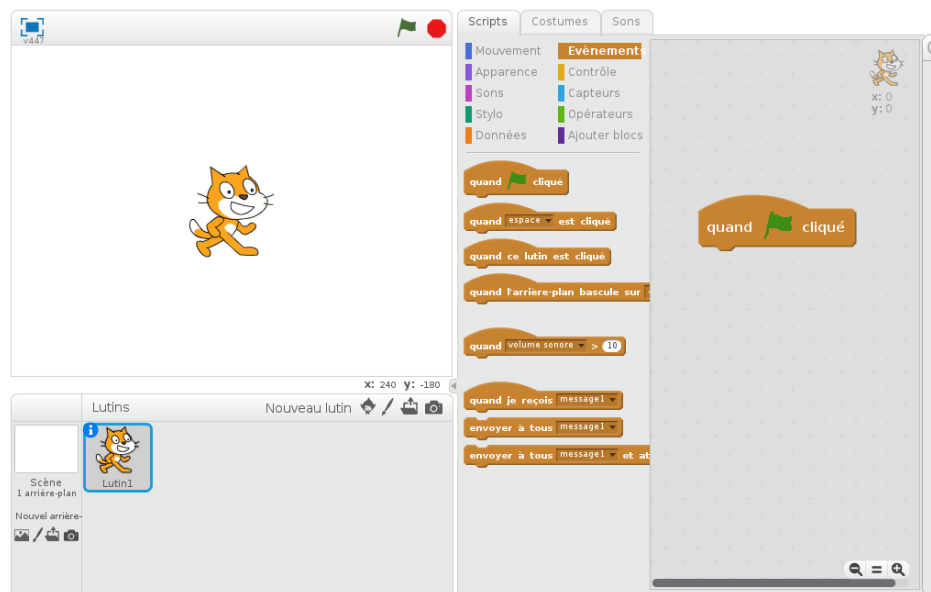 v447
Scripts Costumes Sons
Mouvement Evènements
Apparence Contrôle
Sons Capteurs
Stylo Opérateurs
Données Ajouter blocs
x: 0
y: 0
quand cliqué
quand espace est cliqué
quand ce lutin est cliqué
quand l'arrière-plan bascule sur
quand volume sonore > 10
quand je reçois message1
envoyer à tous message1
envoyer à tous message1 et at
quand cliqué
X: 240 y: -180
Lutins Nouveau lutin
Scène
1 arrière-plan
Nouvel arrière-
Lutin1